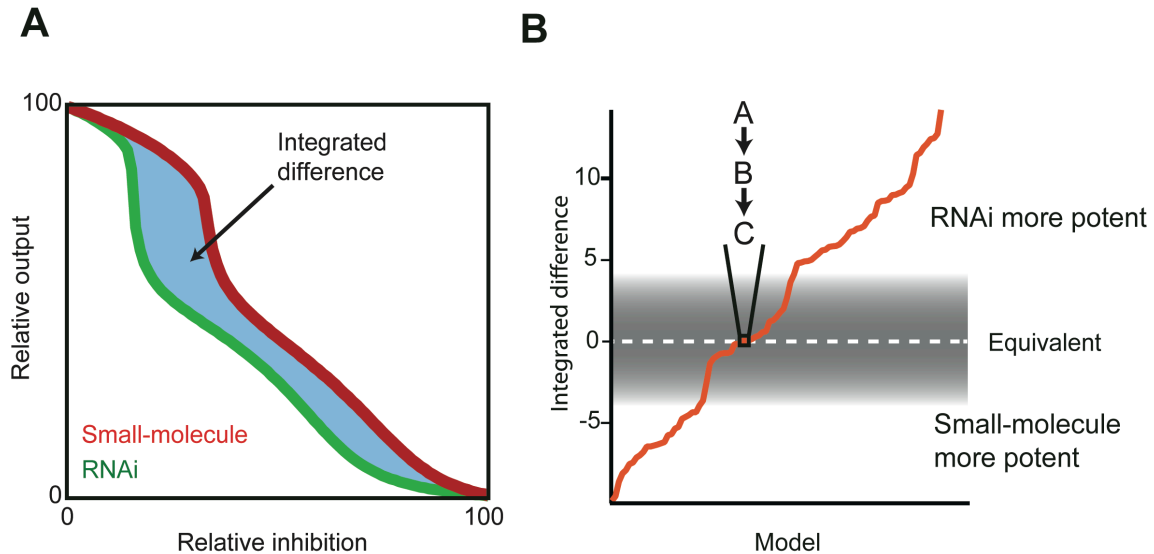 A
100
Integrated
difference
Relative output
Small-molecule
RNAi
0
0
100
Relative inhibition
B
A
B
C
10
5
0
-5
Integrated difference
RNAi more potent
Equivalent
Small-molecule
more potent
Model